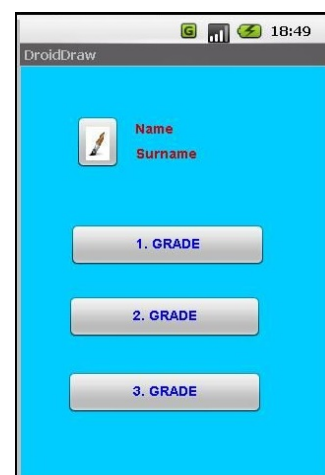 G 18:49
DroidDraw
Name
Surname
1. GRADE
2. GRADE
3. GRADE